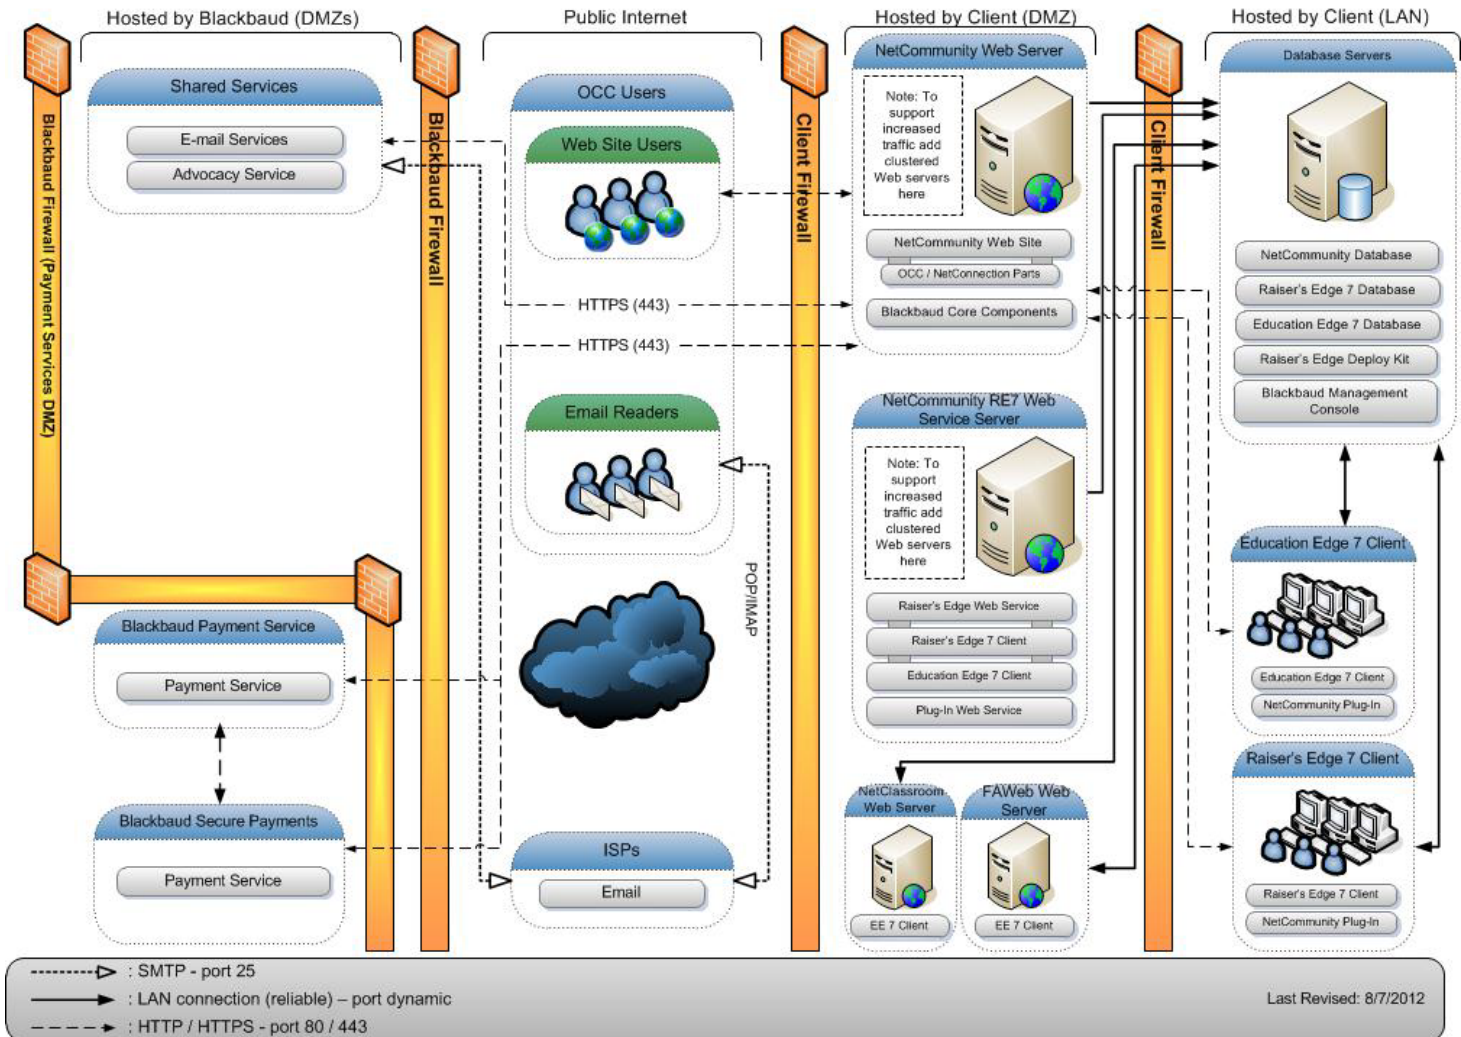 Hosted by Blackbaud (DMZs)
Public Internet
Hosted by Client (DMZ)
Hosted by Client (LAN)
Blackbaud Firewall (Payment Services DMZ)
Shared Services
E-mail Services
Advocacy Service
Blackbaud Payment Service
Payment Service
Blackbaud Secure Payments
Payment Service
Blackbaud Firewall
OCC Users
Web Site Users
HTTPS (443)
HTTPS (443)
Email Readers
POP/IMAP
ISPs
Email
Client Firewall
NetCommunity Web Server
Note: To
support
increased
traffic add
clustered
Web servers
here
NetCommunity Web Site
OCC / NetConnection Parts
Blackbaud Core Components
NetCommunity RE7 Web
Service Server
Note: To
support
increased
traffic add
clustered
Web servers
here
Raiser's Edge Web Service
Raiser's Edge 7 Client
Education Edge 7 Client
Plug-In Web Service
NetClassroom
Web Server
EE 7 Client
FAWeb Web
Server
EE 7 Client
Client Firewall
Database Servers
NetCommunity Database
Raiser's Edge 7 Database
Education Edge 7 Database
Raiser's Edge Deploy Kit
Blackbaud Management
Console
Education Edge 7 Client
Education Edge 7 Client
NetCommunity Plug-In
Raiser's Edge 7 Client
Raiser's Edge 7 Client
NetCommunity Plug-In
: SMTP - port 25
: LAN connection (reliable) – port dynamic
: HTTP / HTTPS - port 80 / 443
Last Revised: 8/7/2012